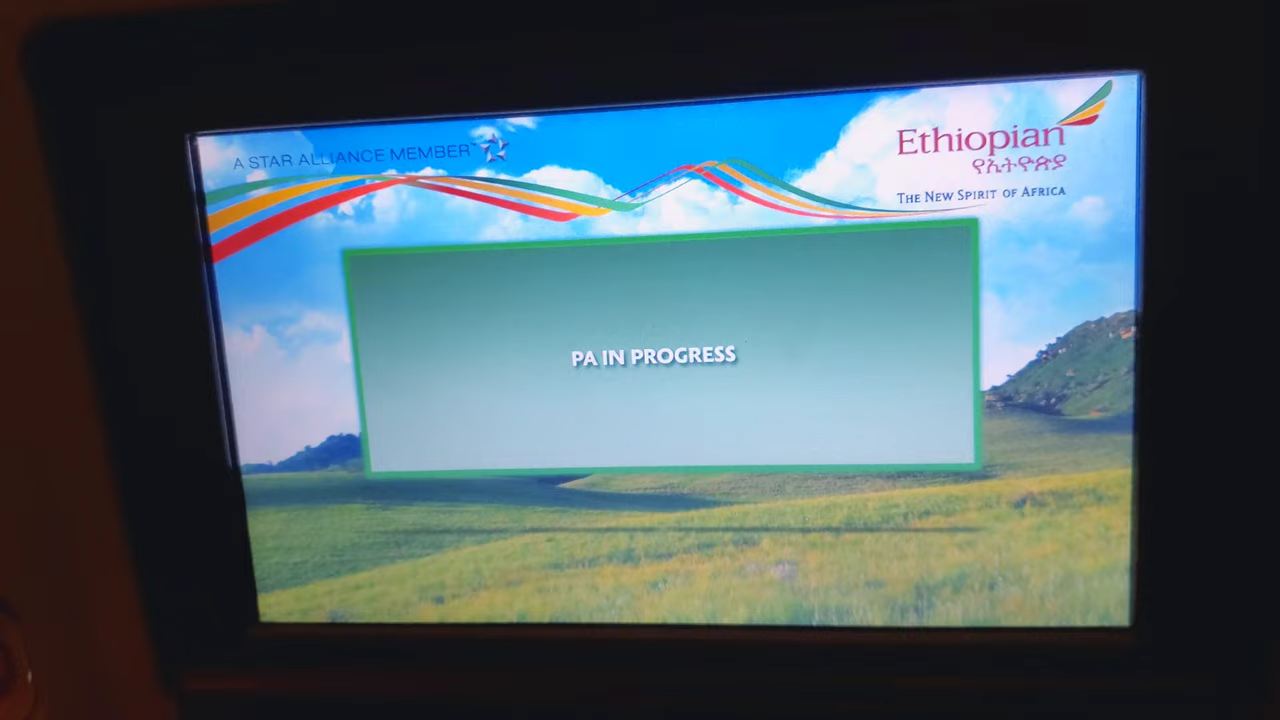 A STAR ALLIANCE MEMBER
Ethiopian
የኢትዮጵያ
THE NEW SPIRIT OF AFRICA
PA IN PROGRESS